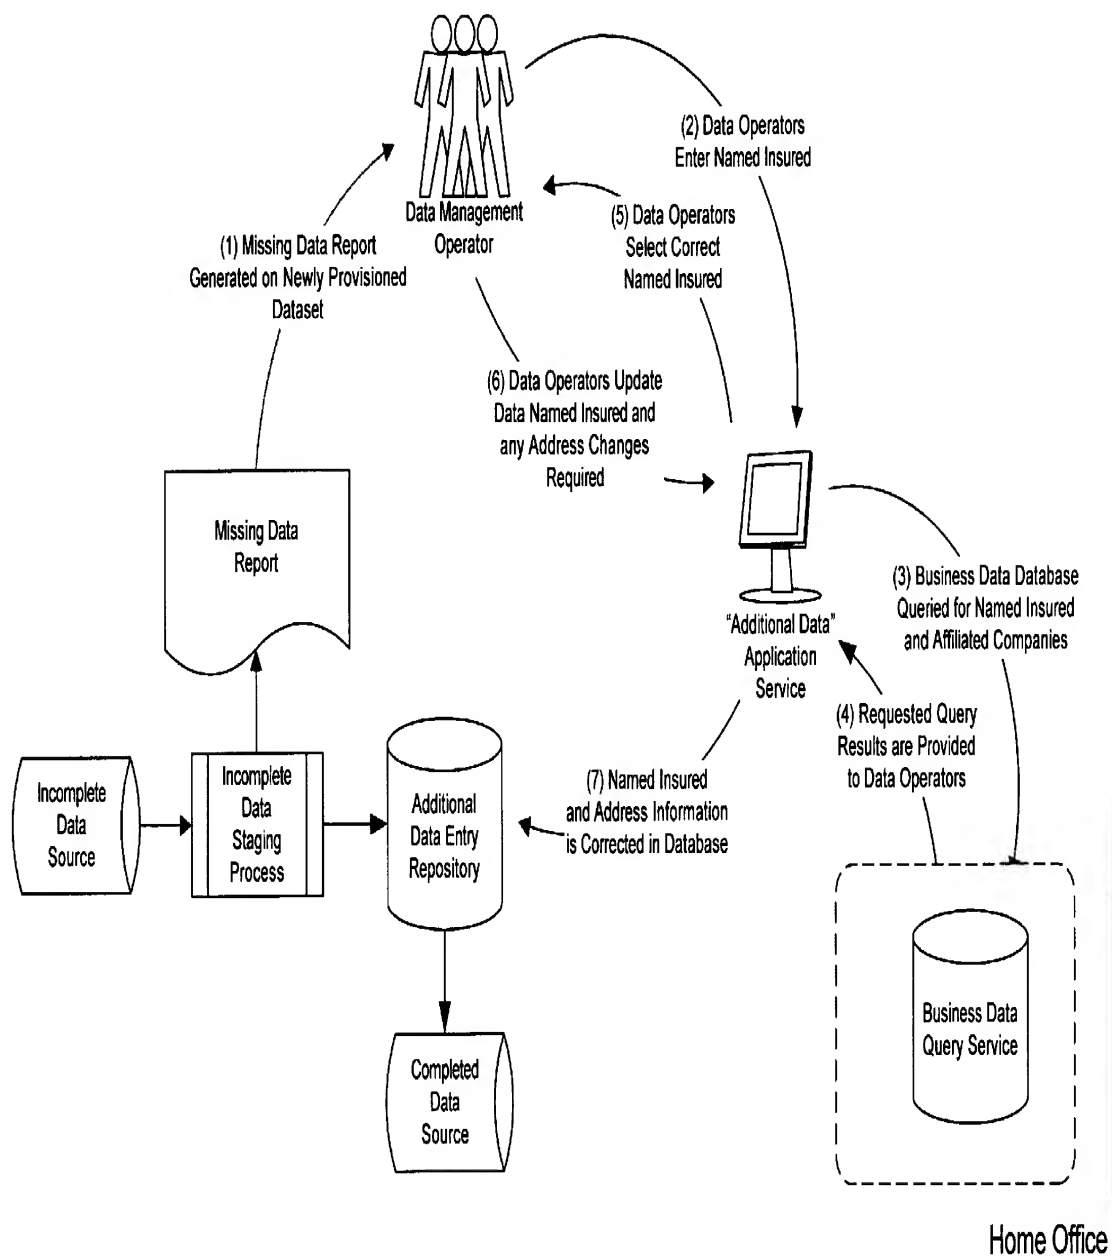 Data Management
Operator
(1) Missing Data Report
Generated on Newly Provisioned
Dataset
(2) Data Operators
Enter Named Insured
(5) Data Operators
Select Correct
Named Insured
(6) Data Operators Update
Data Named Insured and
any Address Changes
Required
Missing Data
Report
"Additional Data"
Application
Service
(3) Business Data Database
Queried for Named Insured
and Affiliated Companies
(4) Requested Query
Results are Provided
to Data Operators
(7) Named Insured
and Address Information
is Corrected in Database
Incomplete
Data
Source
Incomplete
Data
Staging
Process
Additional
Data Entry
Repository
Completed
Data
Source
Business Data
Query Service
Home Office